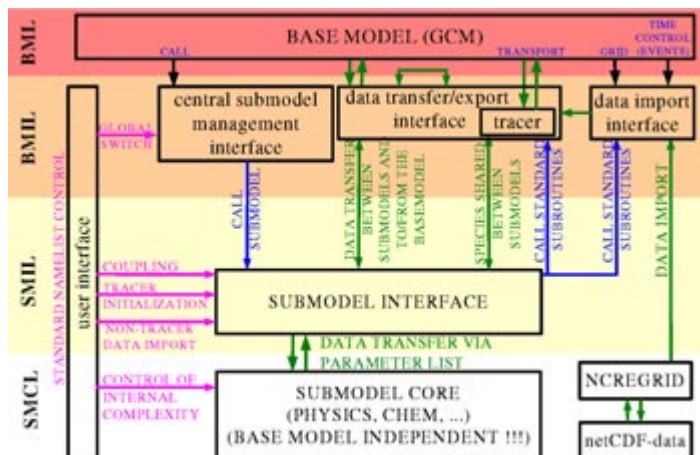 BML
BASE MODEL (GCM)
CALL
TRANSPORT
GRID
TIME
CONTROL
(EVENTS)
BMIL
central submodel
management
interface
data transfer/export
interface
tracer
data import
interface
GLOBAL
SWITCH
user interface
STANDARD NAMELIST CONTROL
CALL
SUBMODEL
DATA TRANSFER
BETWEEN
SUBMODELS AND
TO/FROM THE
BASEMODEL
SPECIES SHARED
BETWEEN
SUBMODELS
CALL STANDARD
SUBROUTINES
CALL STANDARD
SUBROUTINES
DATA IMPORT
SMIL
COUPLING
TRACER
INITIALIZATION
NON-TRACER
DATA IMPORT
SUBMODEL INTERFACE
DATA TRANSFER VIA
PARAMETER LIST
SMCL
CONTROL OF
INTERNAL
COMPLEXITY
SUBMODEL CORE
(PHYSICS, CHEM, ...)
(BASE MODEL INDEPENDENT !!!)
NCREGRID
netCDF-data